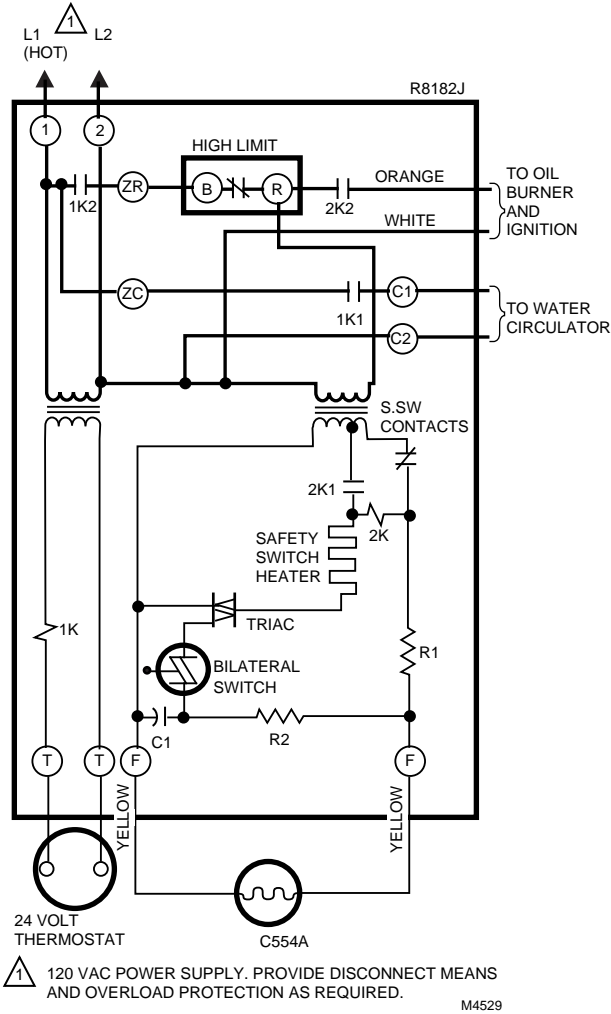 L1
(HOT)
1
L2
R8182J
1
2
HIGH LIMIT
ZR
B
R
ORANGE
1K2
2K2
WHITE
TO OIL
BURNER
AND
IGNITION
ZC
C1
1K1
C2
TO WATER
CIRCULATOR
S.SW
CONTACTS
2K1
2K
SAFETY
SWITCH
HEATER
TRIAC
1K
R1
BILATERAL
SWITCH
C1
R2
T
T
F
F
YELLOW
YELLOW
24 VOLT
THERMOSTAT
C554A
1 120 VAC POWER SUPPLY. PROVIDE DISCONNECT MEANS
AND OVERLOAD PROTECTION AS REQUIRED.
M4529